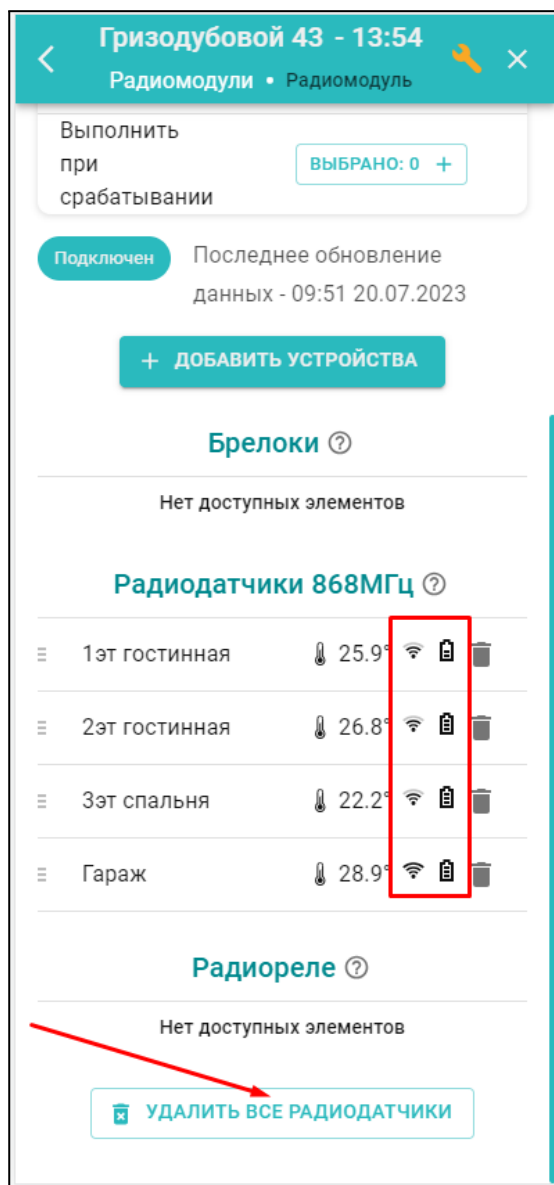 Гризодубовой 43 - 13:54
Радиомодули • Радиомодуль
Выполнить
при
срабатывании
ВЫБРАНО: 0 +
Подключен
Последнее обновление
данных - 09:51 20.07.2023
+ ДОБАВИТЬ УСТРОЙСТВА
Брелоки ?
Нет доступных элементов
Радиодатчики 868МГц ?
1эт гостинная 25.9°
2эт гостинная 26.8°
3эт спальня 22.2°
Гараж 28.9°
Радиореле ?
Нет доступных элементов
УДАЛИТЬ ВСЕ РАДИОДАТЧИКИ